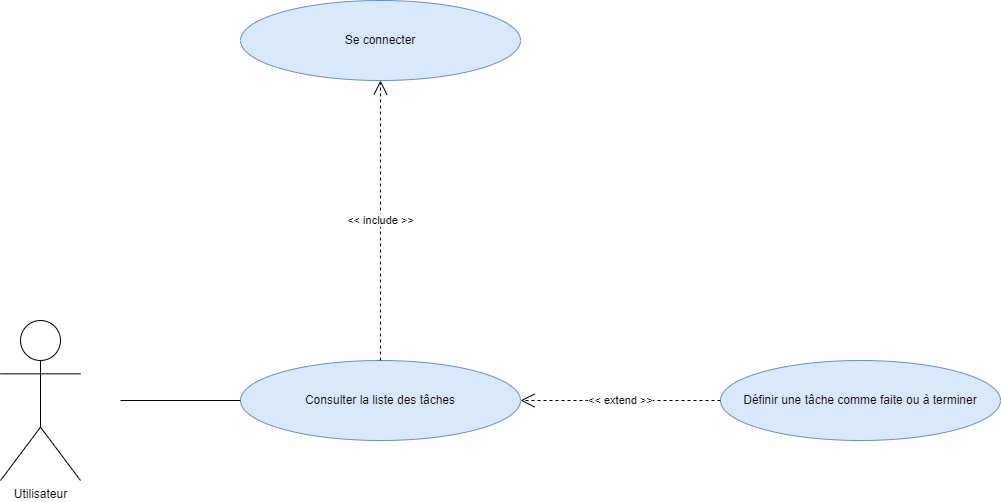 Se connecter
<< include >>
Consulter la liste des tâches
<< extend >>
Définir une tâche comme faite ou à terminer
Utilisateur